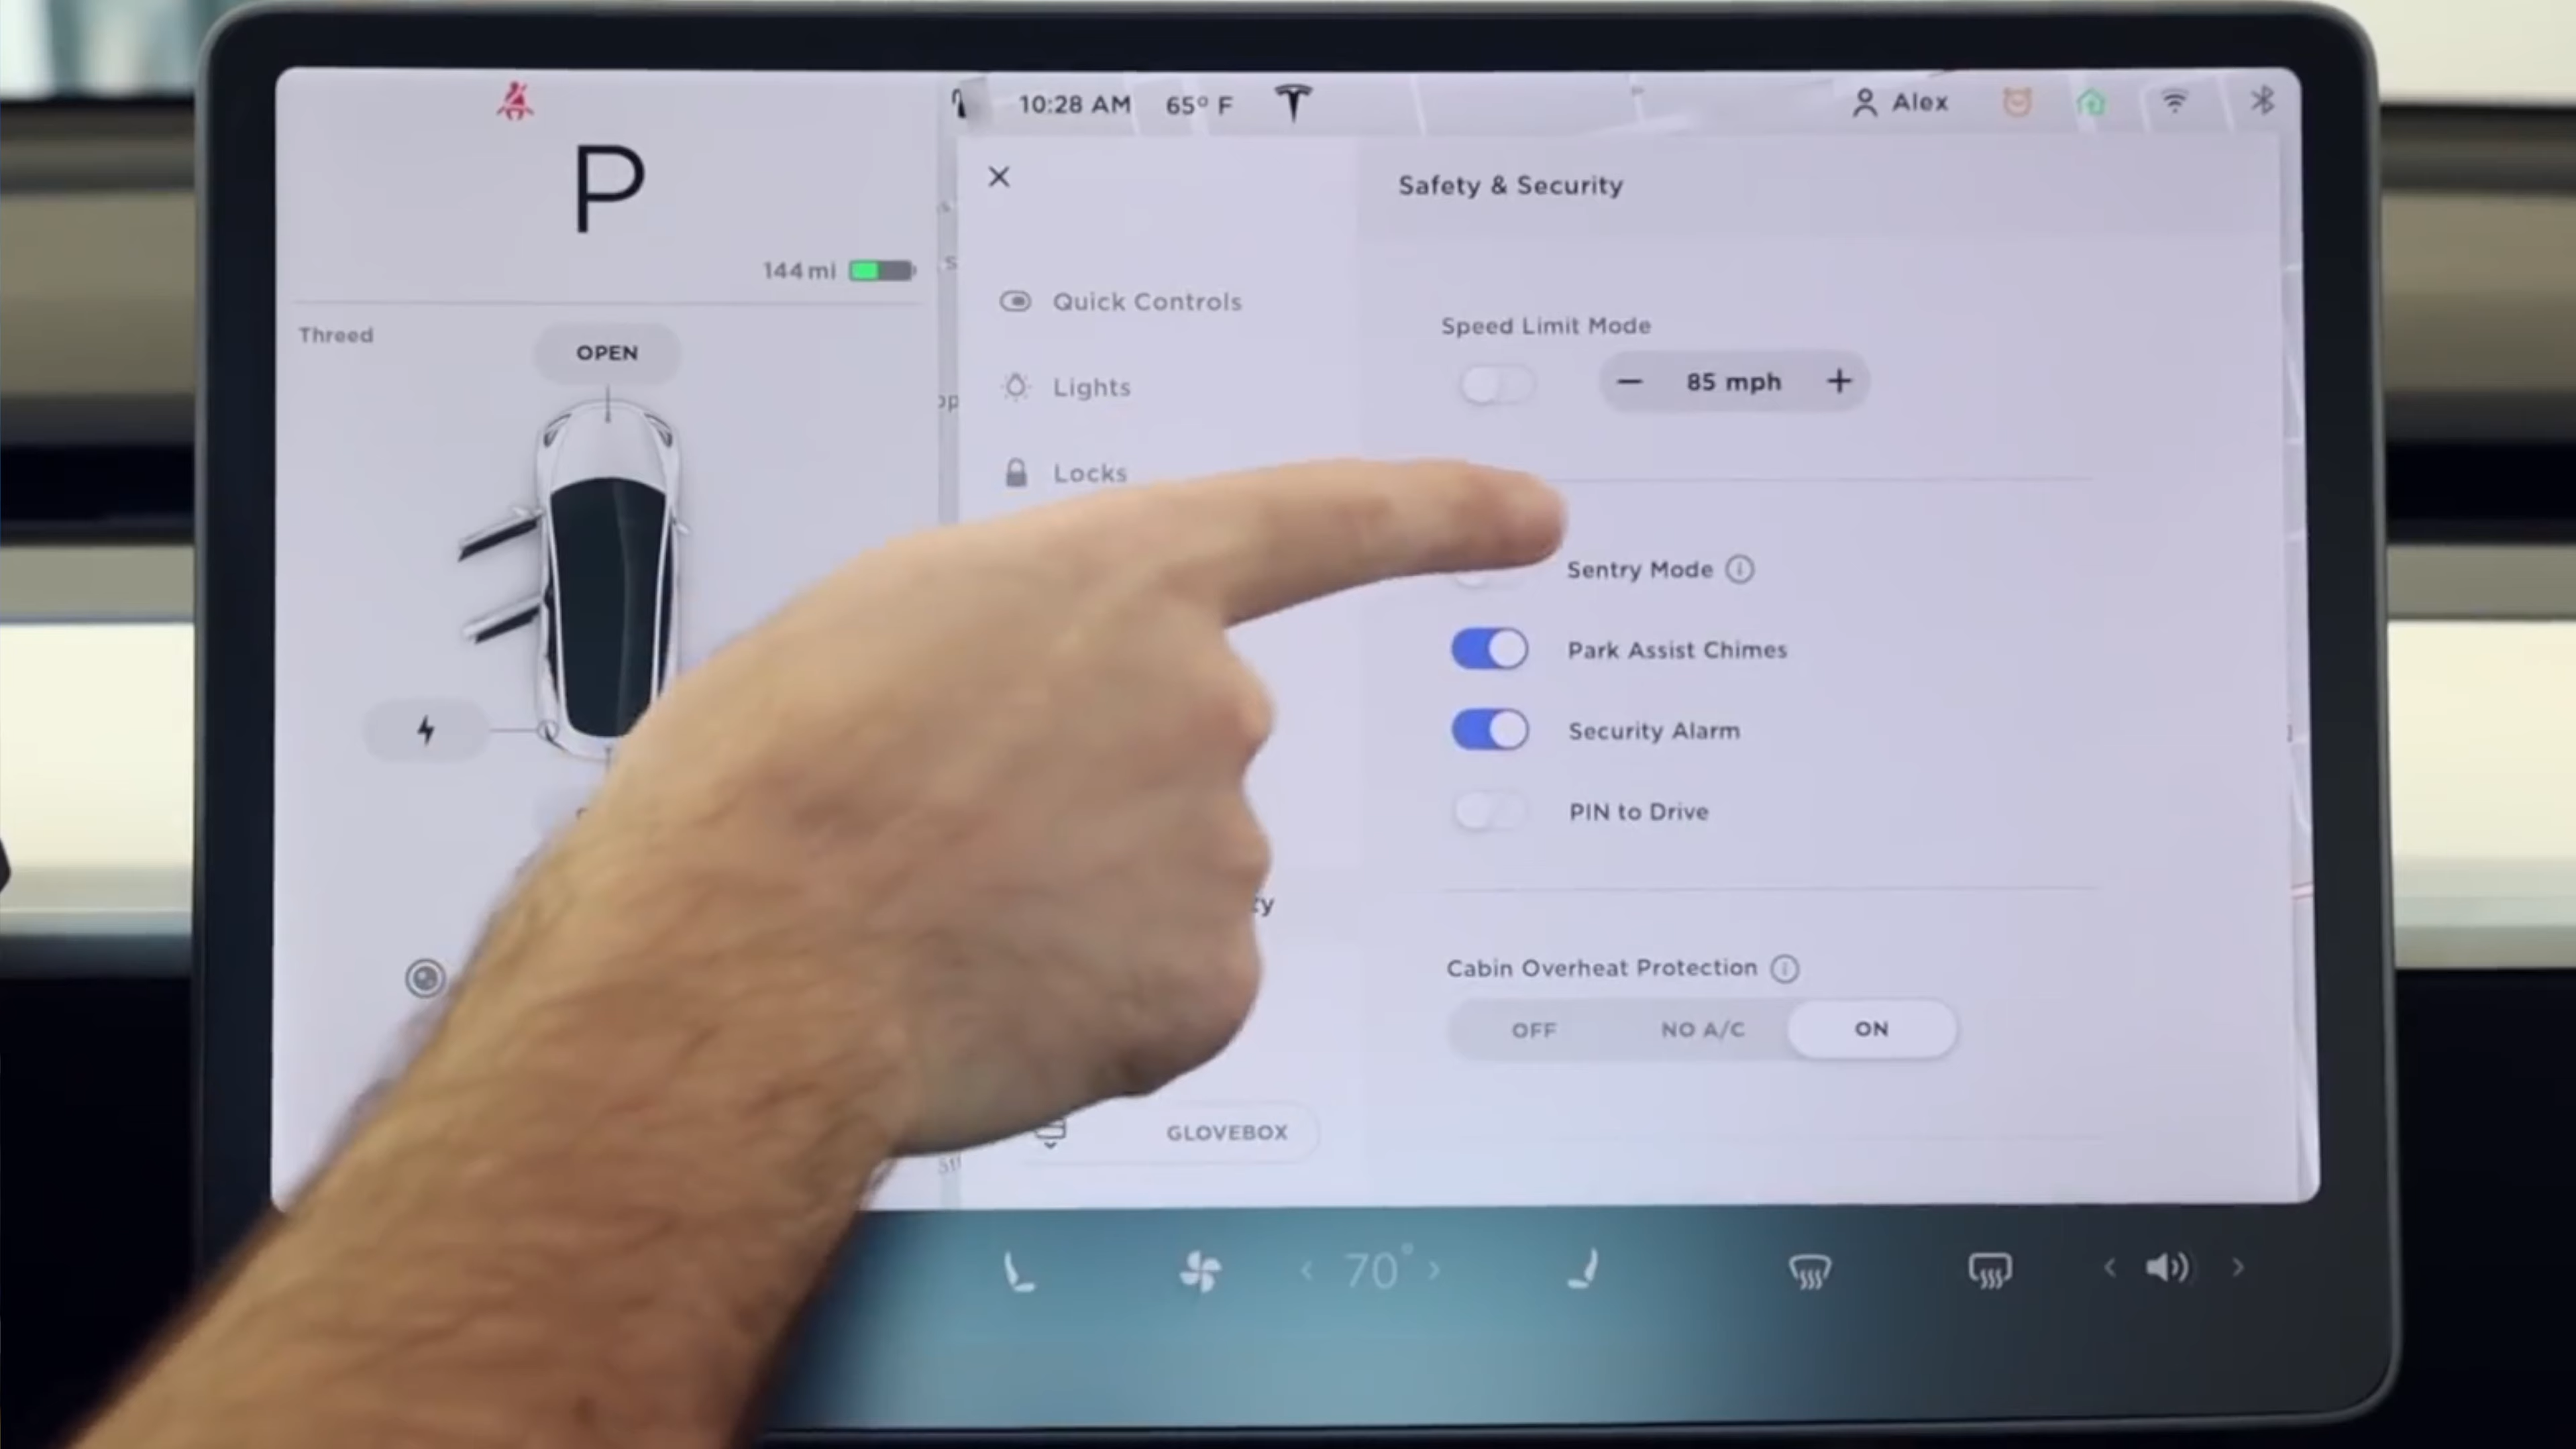 10:28 AM 65° F Alex
P
144 mi
Threed
OPEN
Safety & Security
Quick Controls
Lights
Locks
GLOVEBOX
Speed Limit Mode
85 mph
Sentry Mode
Park Assist Chimes
Security Alarm
PIN to Drive
Cabin Overheat Protection
OFF NO A/C ON
70°